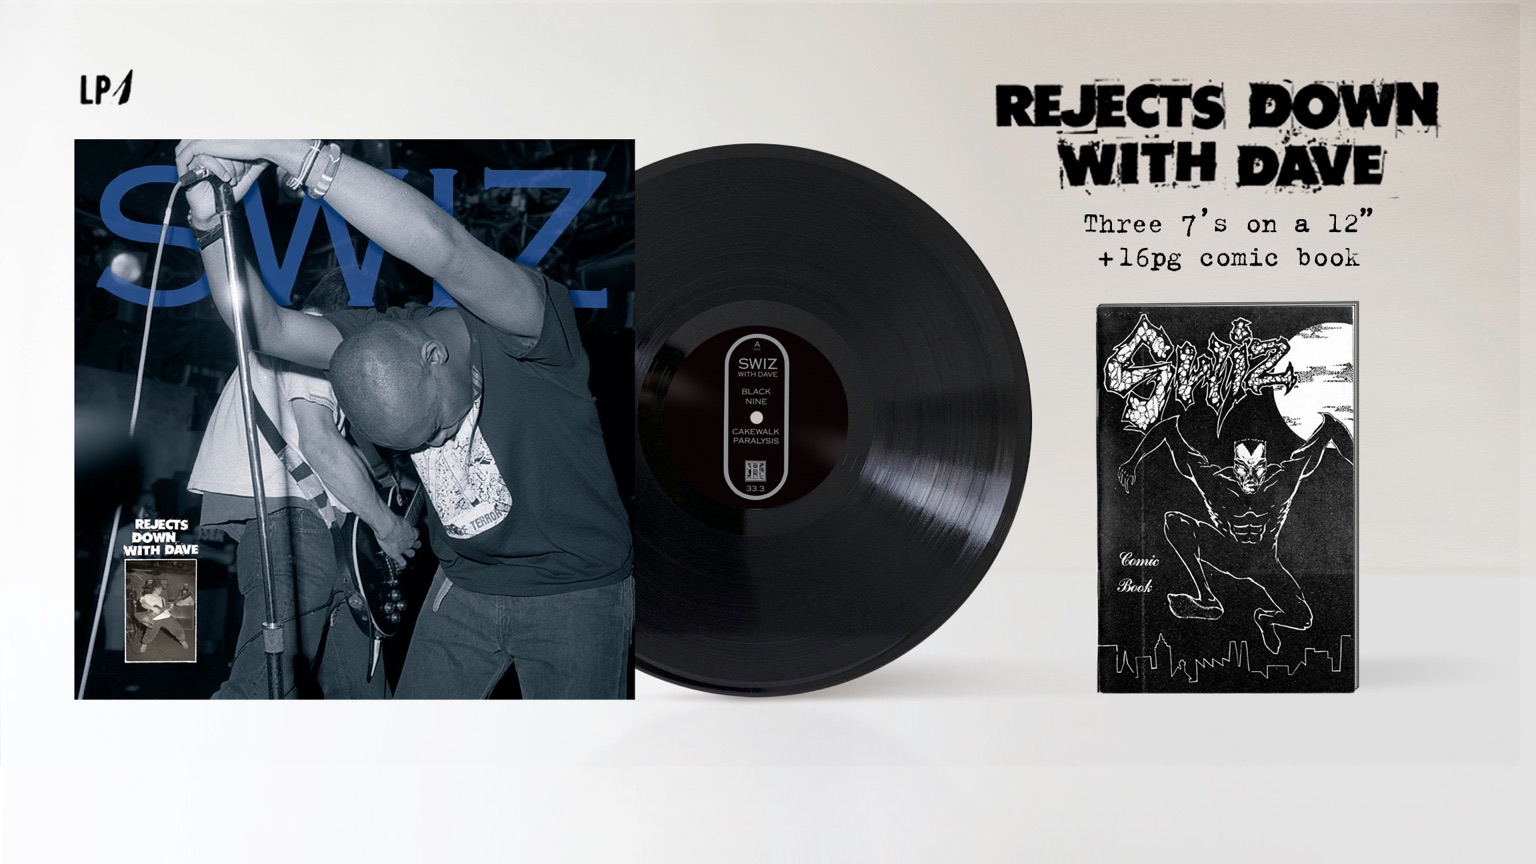 LP1
SWIZ
REJECTS
DOWN
WITH DAVE
A
SWIZ
WITH DAVE
BLACK
NINE
CAKEWALK
PARALYSIS
33.3
REJECTS DOWN
WITH DAVE
Three 7's on a 12"
+16pg comic book
SWIZ
Comic
Book